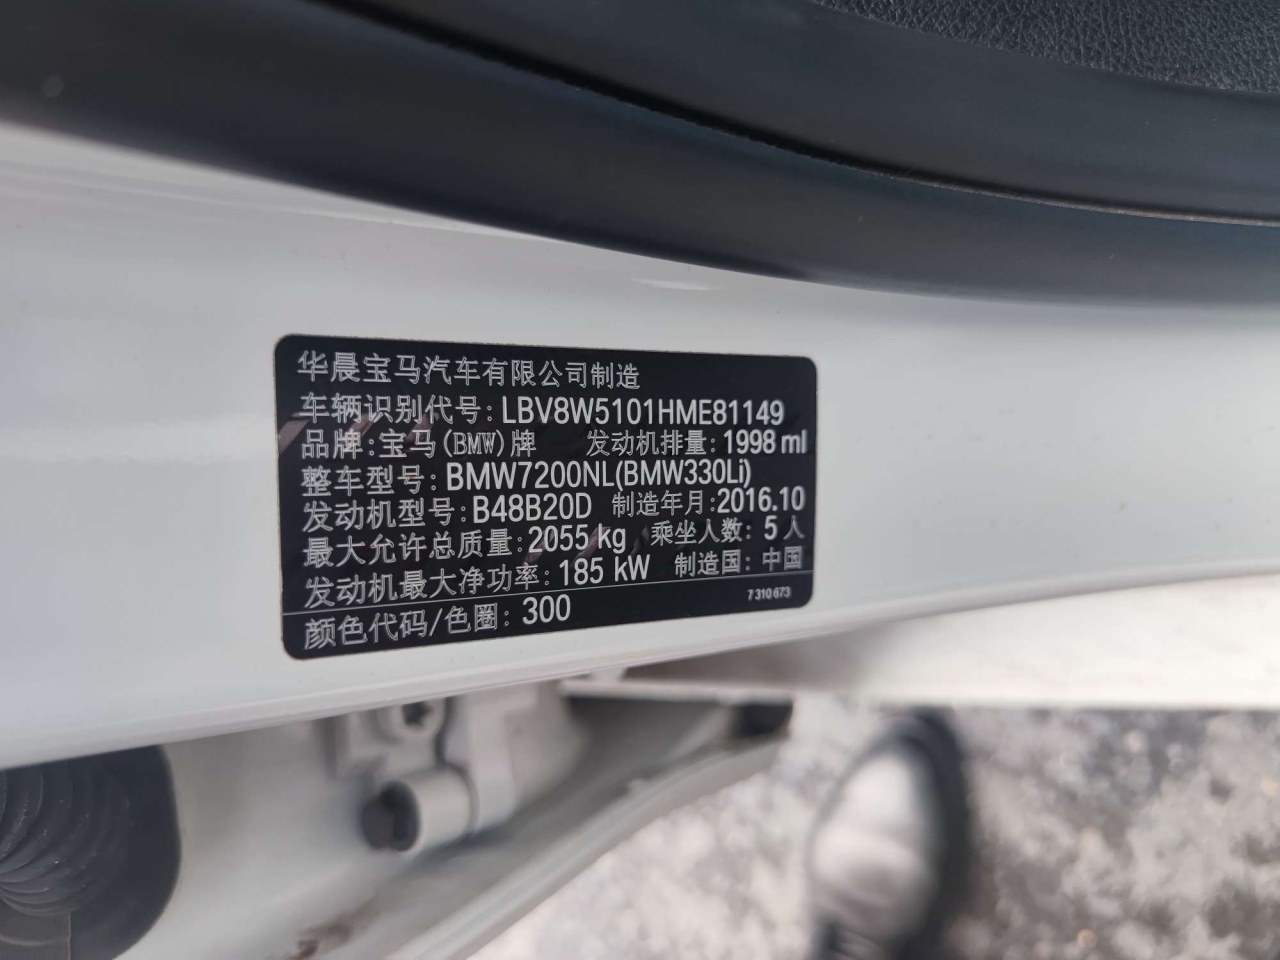 华晨宝马汽车有限公司制造
车辆识别代号: LBV8W5101HME81149
品牌:宝马(BMW)牌 发动机排量: 1998 ml
整车型号: BMW7200NL(BMW330Li)
发动机型号: B48B20D 制造年月:2016.10
最大允许总质量:2055 kg 乘坐人数: 5 人
发动机最大净功率: 185 kW 制造国: 中国
7 310 673
颜色代码/色圈: 300